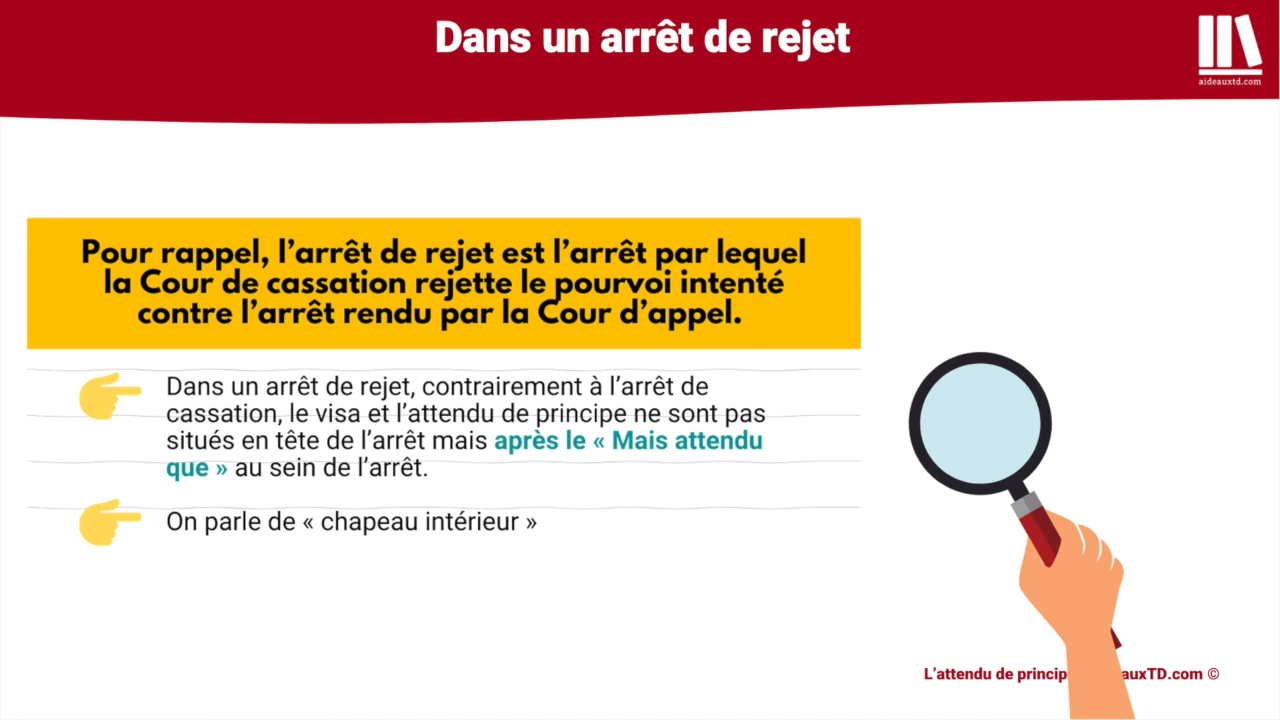 Dans un arrêt de rejet
aideauxtd.com
Pour rappel, l’arrêt de rejet est l’arrêt par lequel
la Cour de cassation rejette le pourvoi intenté
contre l’arrêt rendu par la Cour d’appel.
Dans un arrêt de rejet, contrairement à l’arrêt de
cassation, le visa et l’attendu de principe ne sont pas
situés en tête de l’arrêt mais après le « Mais attendu
que » au sein de l’arrêt.
On parle de « chapeau intérieur »
L’attendu de auxTD.com ©